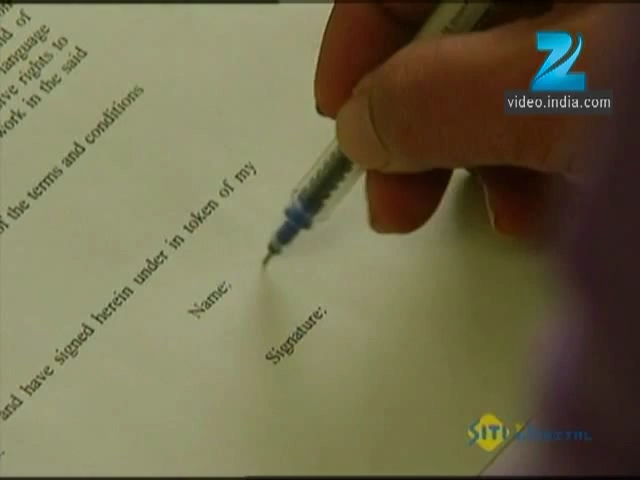 nd of
language
ive rights to
work in the said
of the terms and conditions
and have signed herein under in token of my
Name:
Signature:
Z
video.india.com
SITI DIGITAL